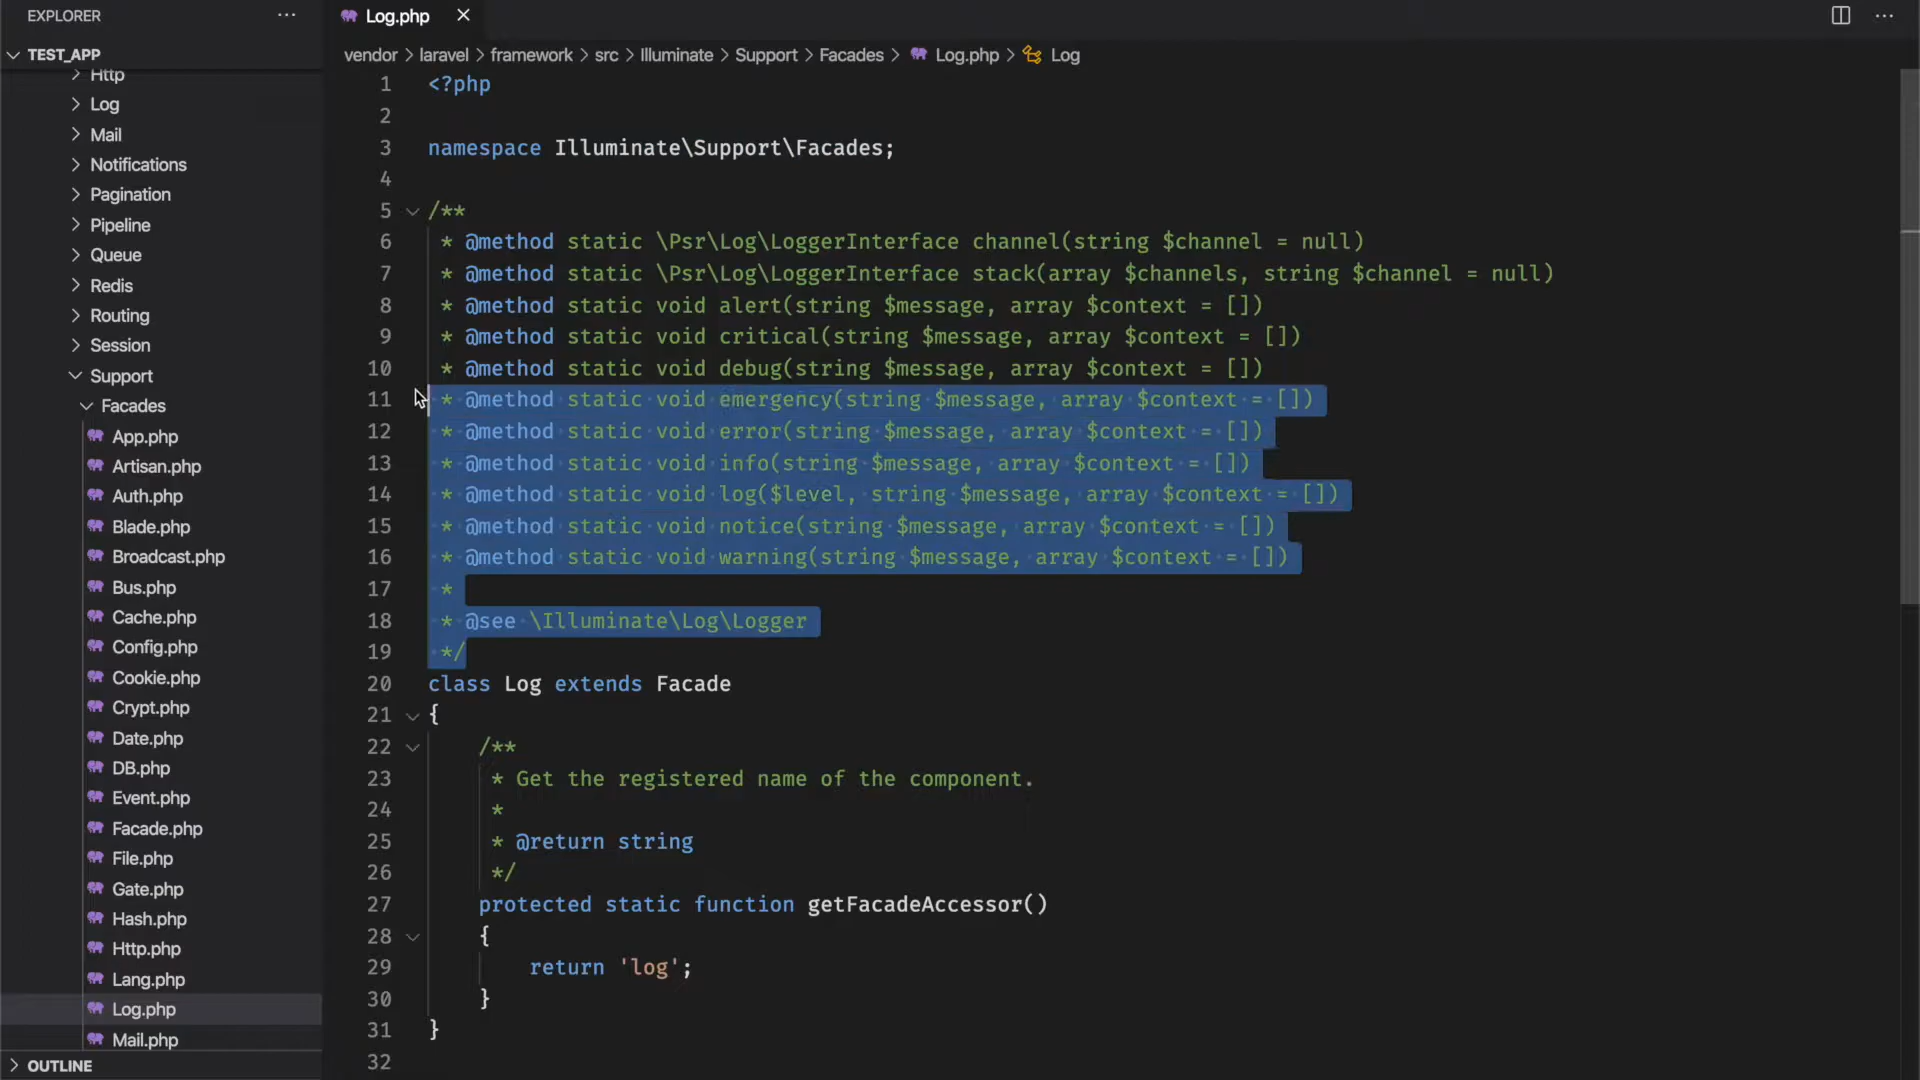 EXPLORER
TEST_APP
Http
Log
Mail
Notifications
Pagination
Pipeline
Queue
Redis
Routing
Session
Support
Facades
App.php
Artisan.php
Auth.php
Blade.php
Broadcast.php
Bus.php
Cache.php
Config.php
Cookie.php
Crypt.php
Date.php
DB.php
Event.php
Facade.php
File.php
Gate.php
Hash.php
Http.php
Lang.php
Log.php
Mail.php
OUTLINE
Log.php
vendor > laravel > framework > src > Illuminate > Support > Facades > Log.php > Log
1 <?php
2
3 namespace Illuminate\Support\Facades;
4
5 /**
6  * @method static \Psr\Log\LoggerInterface channel(string $channel = null)
7  * @method static \Psr\Log\LoggerInterface stack(array $channels, string $channel = null)
8  * @method static void alert(string $message, array $context = [])
9  * @method static void critical(string $message, array $context = [])
10  * @method static void debug(string $message, array $context = [])
11  * @method static void emergency(string $message, array $context = [])
12  * @method static void error(string $message, array $context = [])
13  * @method static void info(string $message, array $context = [])
14  * @method static void log($level, string $message, array $context = [])
15  * @method static void notice(string $message, array $context = [])
16  * @method static void warning(string $message, array $context = [])
17  *
18  * @see \Illuminate\Log\Logger
19  */
20 class Log extends Facade
21 {
22     /**
23      * Get the registered name of the component.
24      *
25      * @return string
26      */
27     protected static function getFacadeAccessor()
28     {
29         return 'log';
30     }
31 }
32